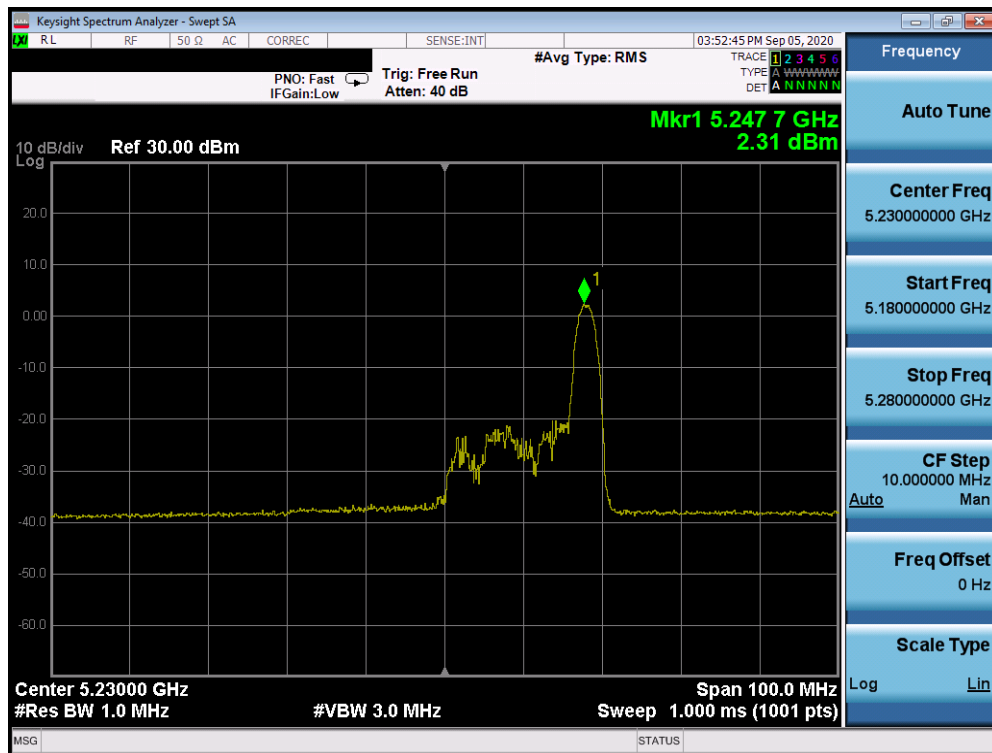 Keysight Spectrum Analyzer - Swept SA
LXI RL RF 50 Ω AC CORREC SENSE:INT 03:52:45 PM Sep 05, 2020
PNO: Fast
IFGain:Low
Trig: Free Run
Atten: 40 dB
#Avg Type: RMS
TRACE 1 2 3 4 5 6
TYPE A WWWWW
DET A N N N N N
Mkr1 5.247 7 GHz
2.31 dBm
10 dB/div Ref 30.00 dBm
Log
20.0
10.0
1
0.00
-10.0
-20.0
-30.0
-40.0
-50.0
-60.0
Center 5.23000 GHz Span 100.0 MHz
#Res BW 1.0 MHz #VBW 3.0 MHz Sweep 1.000 ms (1001 pts)
MSG STATUS
Frequency
Auto Tune
Center Freq
5.230000000 GHz
Start Freq
5.180000000 GHz
Stop Freq
5.280000000 GHz
CF Step
10.000000 MHz
Auto Man
Freq Offset
0 Hz
Scale Type
Log Lin